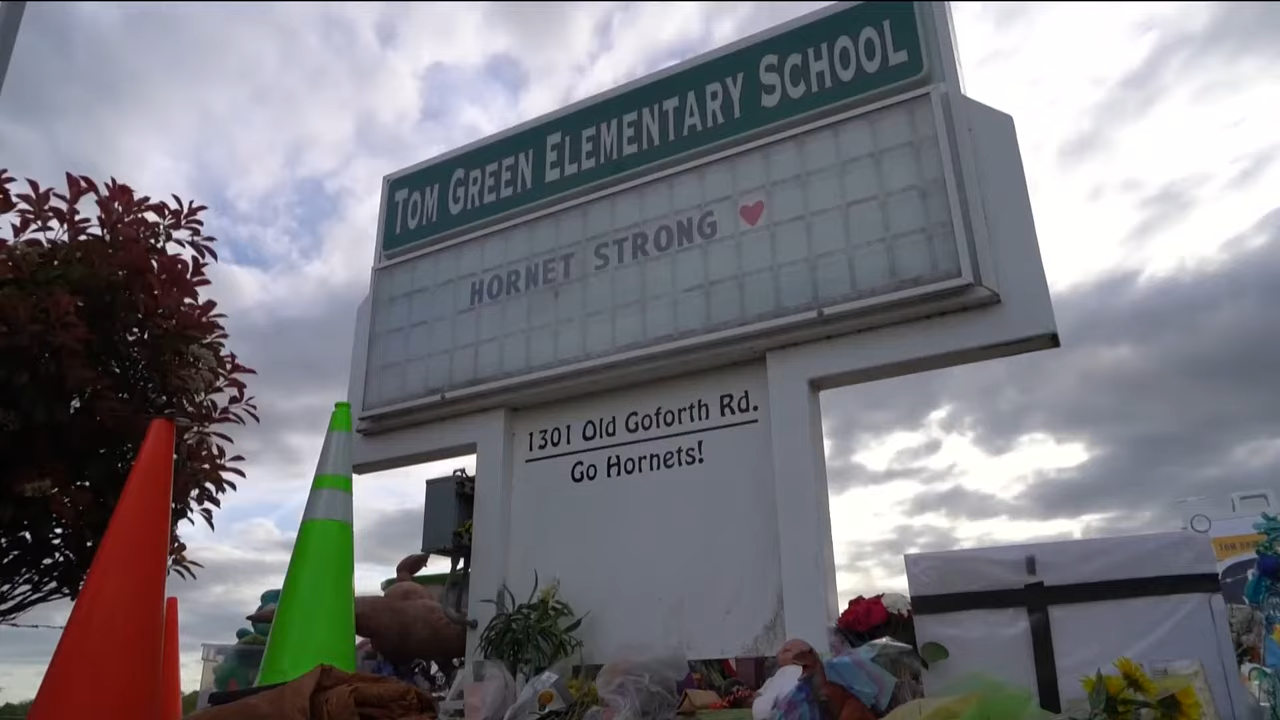 TOM GREEN ELEMENTARY SCHOOL
HORNET STRONG ❤
1301 Old Goforth Rd.
Go Hornets!